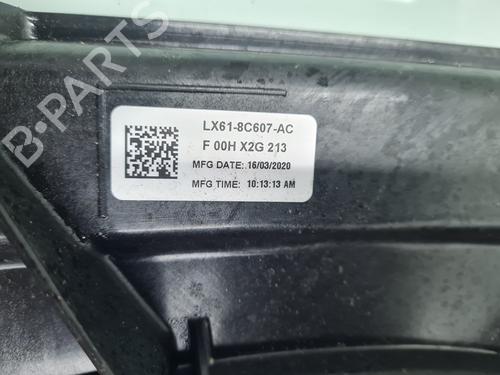 LX61-8C607-AC
F 00H X2G 213
MFG DATE: 16/03/2020
MFG TIME: 10:13:13 AM
B-PARTS